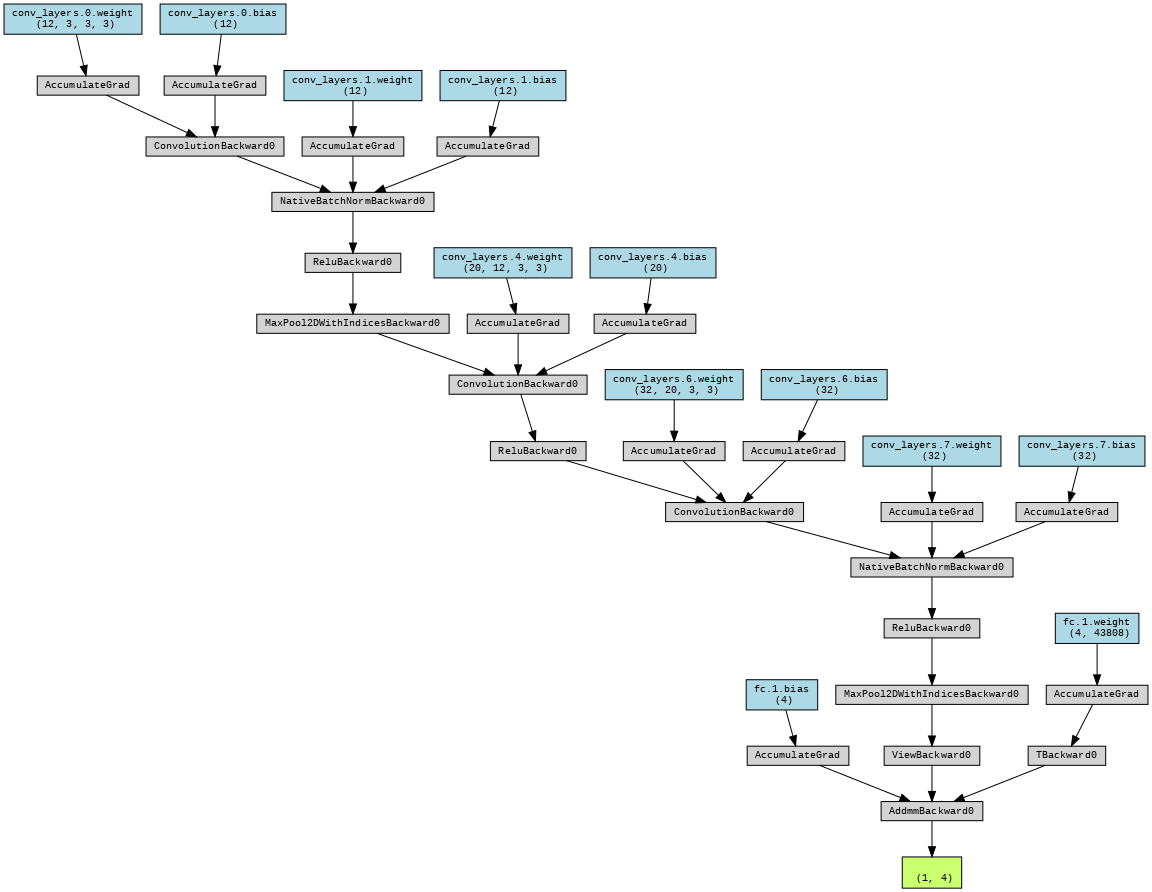 conv_layers.0.weight
(12, 3, 3, 3)
conv_layers.0.bias
(12)
AccumulateGrad
AccumulateGrad
conv_layers.1.weight
(12)
conv_layers.1.bias
(12)
ConvolutionBackward0
AccumulateGrad
AccumulateGrad
NativeBatchNormBackward0
ReluBackward0
conv_layers.4.weight
(20, 12, 3, 3)
conv_layers.4.bias
(20)
MaxPool2DWithIndicesBackward0
AccumulateGrad
AccumulateGrad
ConvolutionBackward0
conv_layers.6.weight
(32, 20, 3, 3)
conv_layers.6.bias
(32)
ReluBackward0
AccumulateGrad
AccumulateGrad
conv_layers.7.weight
(32)
conv_layers.7.bias
(32)
ConvolutionBackward0
AccumulateGrad
AccumulateGrad
NativeBatchNormBackward0
ReluBackward0
fc.1.weight
(4, 43808)
fc.1.bias
(4)
MaxPool2DWithIndicesBackward0
AccumulateGrad
AccumulateGrad
ViewBackward0
TBackward0
AddmmBackward0
(1, 4)